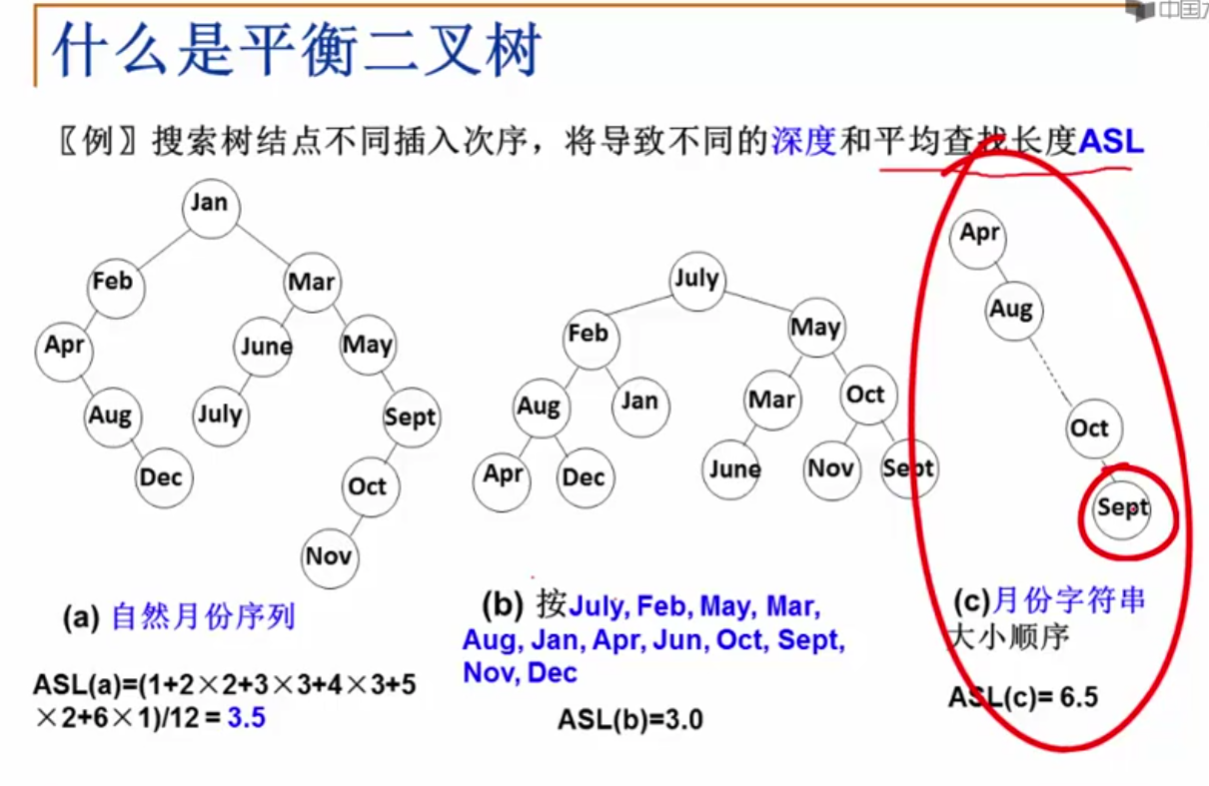 中国
什么是平衡二叉树
〖例〗搜索树结点不同插入次序，将导致不同的深度和平均查找长度ASL
Jan
Feb
Mar
Apr
June
May
Aug
July
Sept
Dec
Oct
Nov
(a) 自然月份序列
ASL(a)=(1+2×2+3×3+4×3+5
×2+6×1)/12 = 3.5
July
Feb
May
Aug
Jan
Mar
Oct
Apr
Dec
June
Nov
Sept
(b) 按July, Feb, May, Mar,
Aug, Jan, Apr, Jun, Oct, Sept,
Nov, Dec
ASL(b)=3.0
Apr
Aug
Oct
Sept
(c)月份字符串
大小顺序
ASL(c)= 6.5